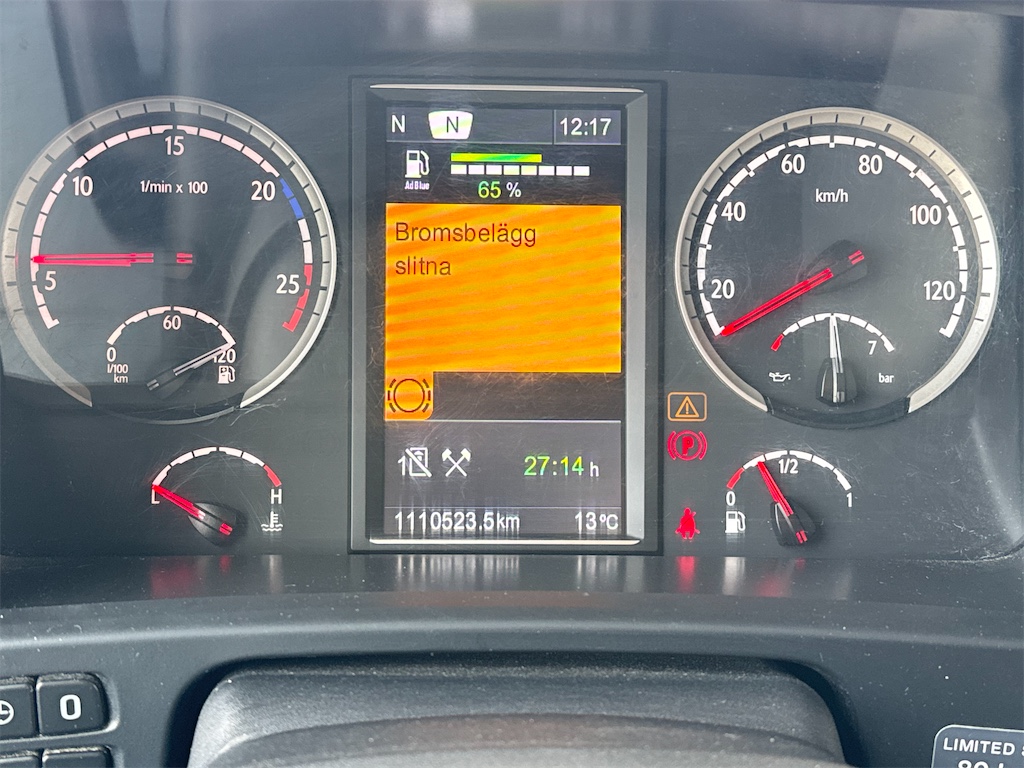 N N 12:17
AdBlue
65 %
Bromsbelägg
slitna
1 27:14 h
1110523.5km 13°C
5 10 15 20 25
1/min x 100
0 60 120
l/100
km
L H
20 40 60 80 100 120
km/h
7
bar
P
0 1/2 1
0
LIMITED